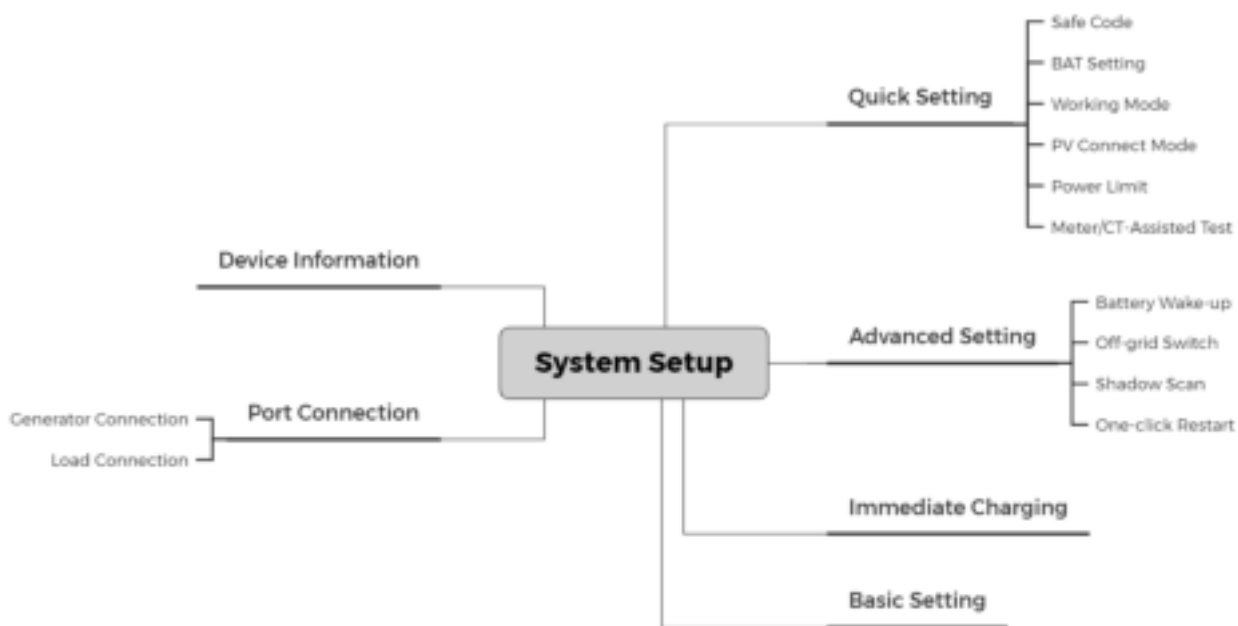 Safe Code
BAT Setting
Quick Setting
Working Mode
PV Connect Mode
Power Limit
Meter/CT-Assisted Test
Device Information
Battery Wake-up
Advanced Setting
Off-grid Switch
System Setup
Shadow Scan
One-click Restart
Port Connection
Generator Connection
Load Connection
Immediate Charging
Basic Setting